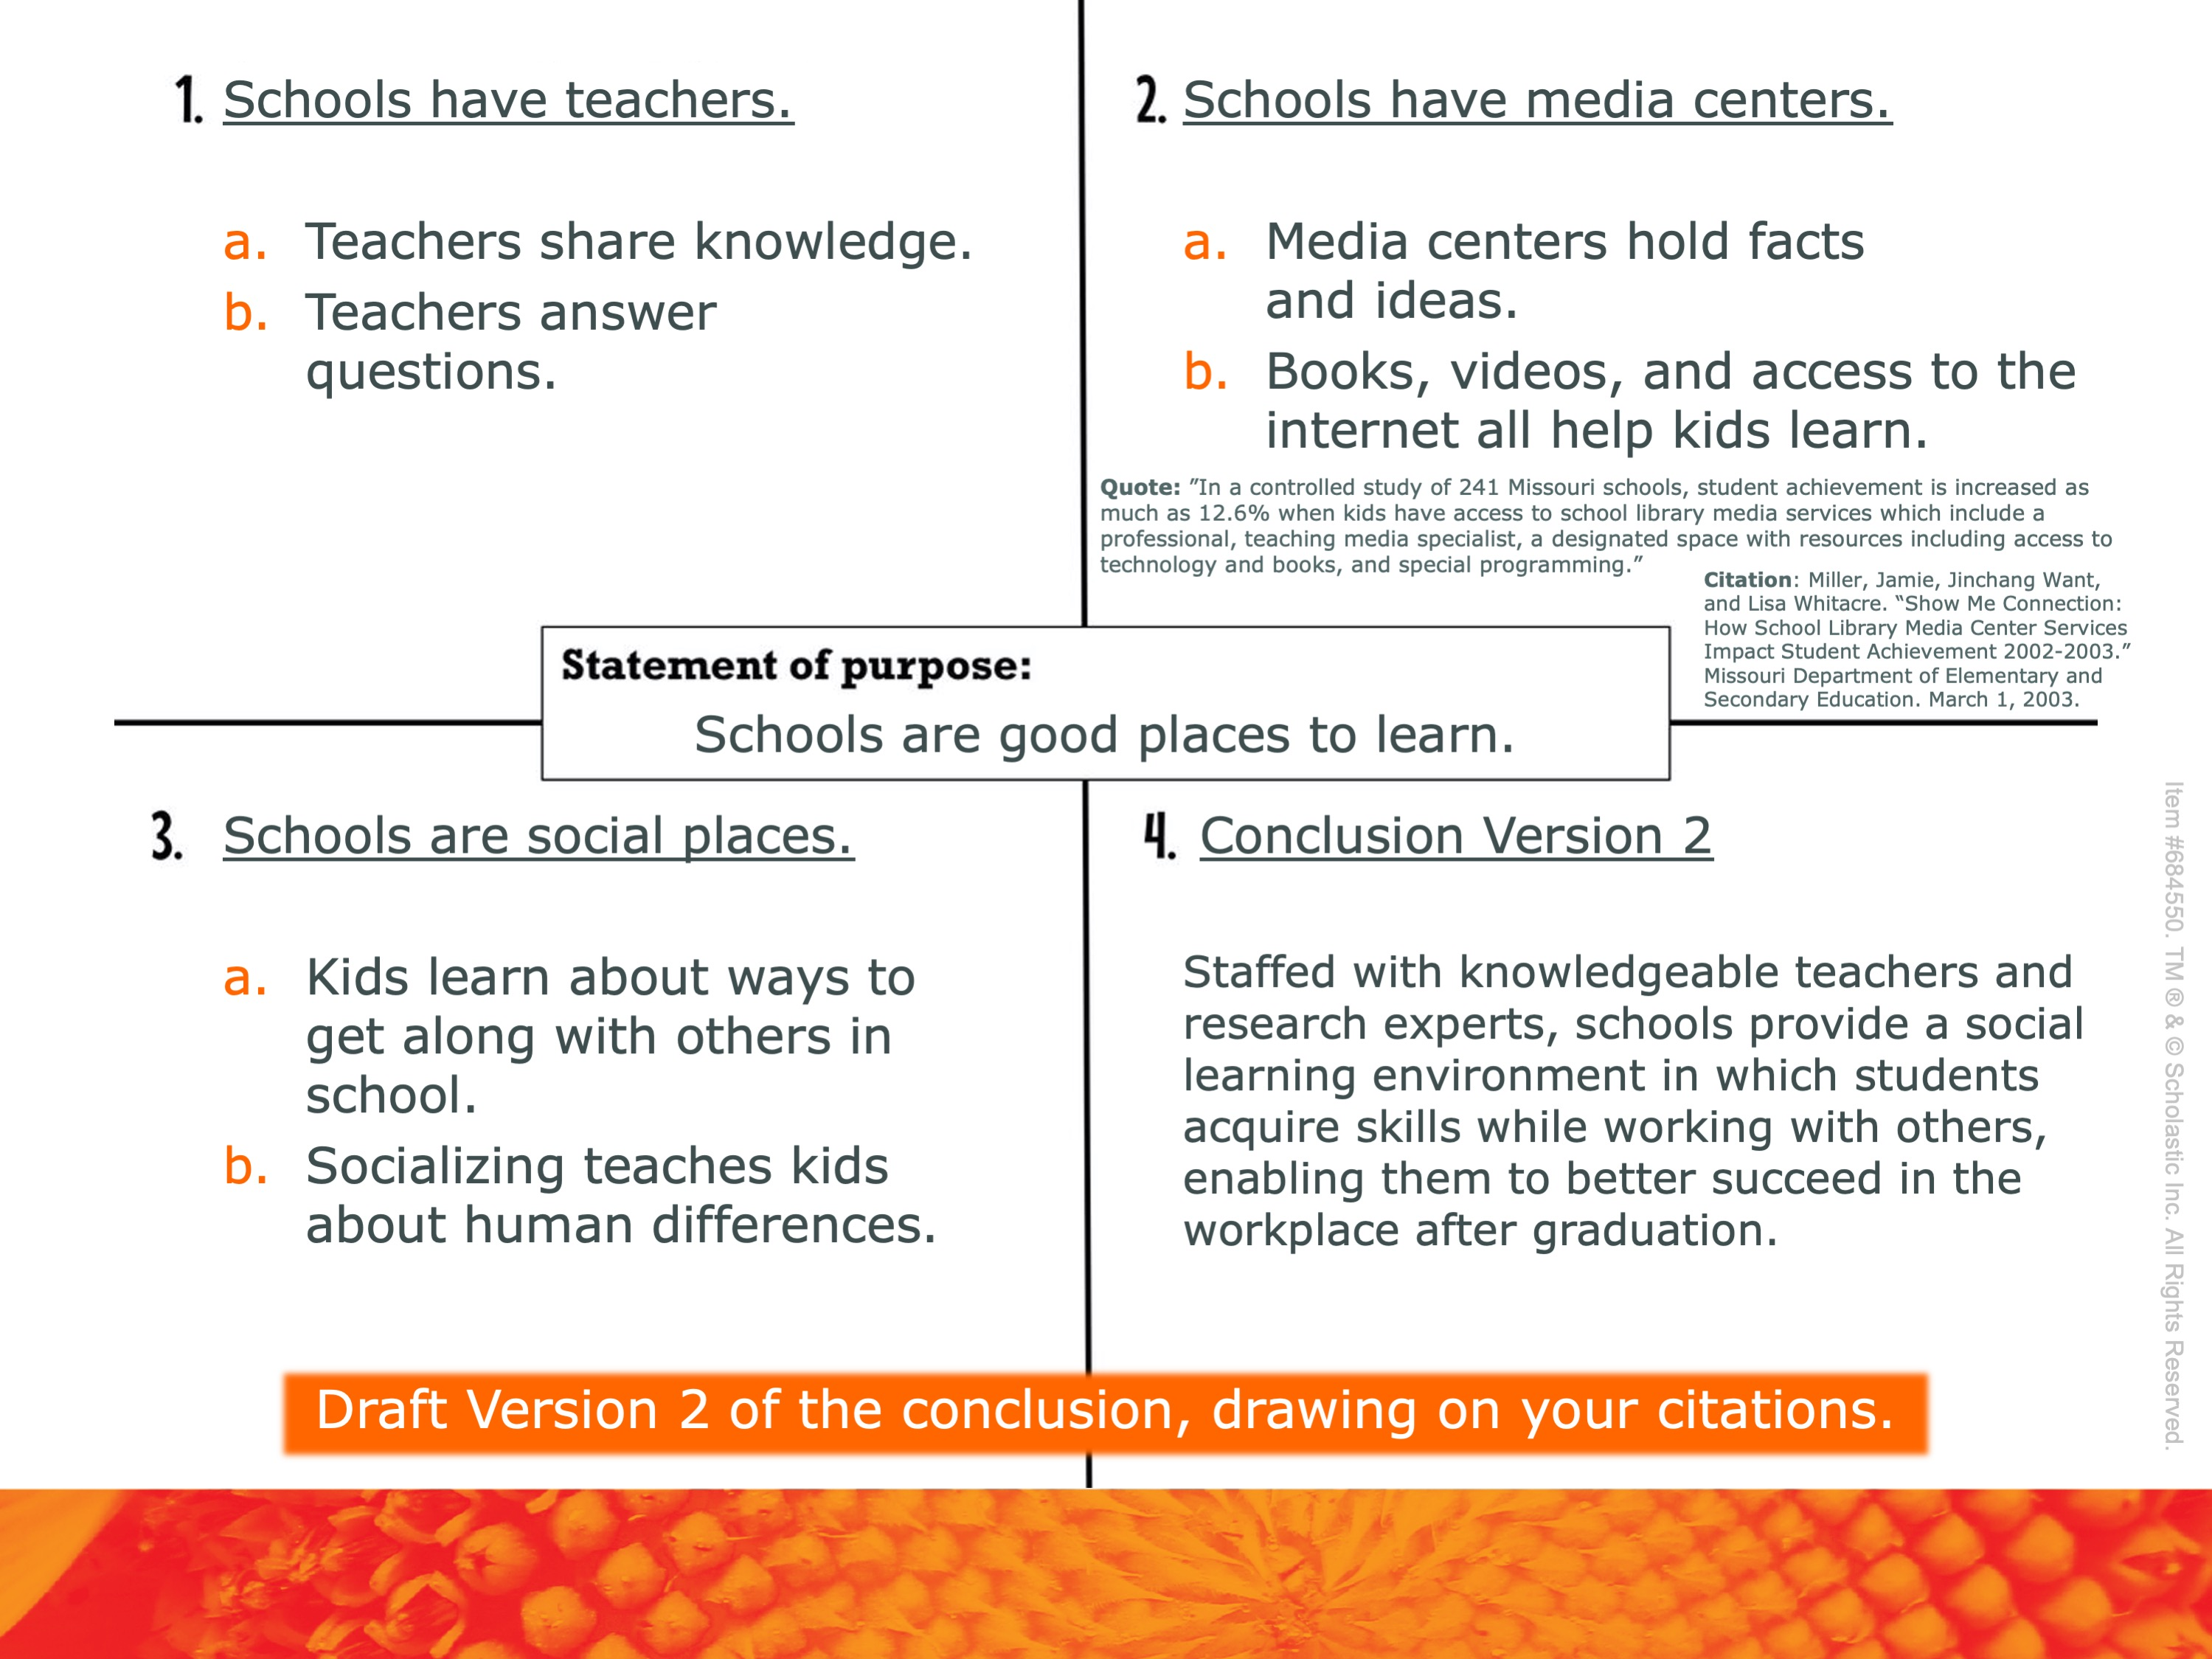 1. Schools have teachers.
a. Teachers share knowledge.
b. Teachers answer
questions.
2. Schools have media centers.
a. Media centers hold facts
and ideas.
b. Books, videos, and access to the
internet all help kids learn.
Quote: ”In a controlled study of 241 Missouri schools, student achievement is increased as
much as 12.6% when kids have access to school library media services which include a
professional, teaching media specialist, a designated space with resources including access to
technology and books, and special programming.”
Citation: Miller, Jamie, Jinchang Want,
and Lisa Whitacre. “Show Me Connection:
How School Library Media Center Services
Impact Student Achievement 2002-2003.”
Missouri Department of Elementary and
Secondary Education. March 1, 2003.
Statement of purpose:
Schools are good places to learn.
3. Schools are social places.
a. Kids learn about ways to
get along with others in
school.
b. Socializing teaches kids
about human differences.
4. Conclusion Version 2
Staffed with knowledgeable teachers and
research experts, schools provide a social
learning environment in which students
acquire skills while working with others,
enabling them to better succeed in the
workplace after graduation.
Draft Version 2 of the conclusion, drawing on your citations.
Item #68450. TM ® & © Scholastic Inc. All Rights Reserved.